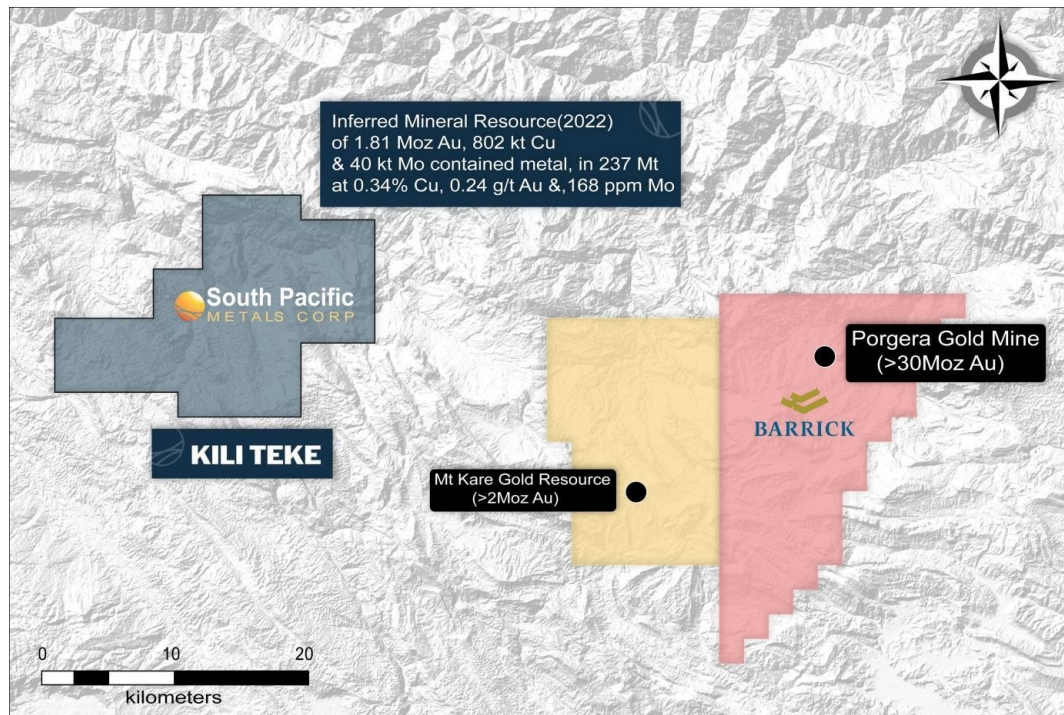 Inferred Mineral Resource(2022)
of 1.81 Moz Au, 802 kt Cu
& 40 kt Mo contained metal, in 237 Mt
at 0.34% Cu, 0.24 g/t Au &,168 ppm Mo
South Pacific
METALS CORP
KILI TEKE
Porgera Gold Mine
(>30Moz Au)
BARRICK
Mt Kare Gold Resource
(>2Moz Au)
0 10 20
kilometers